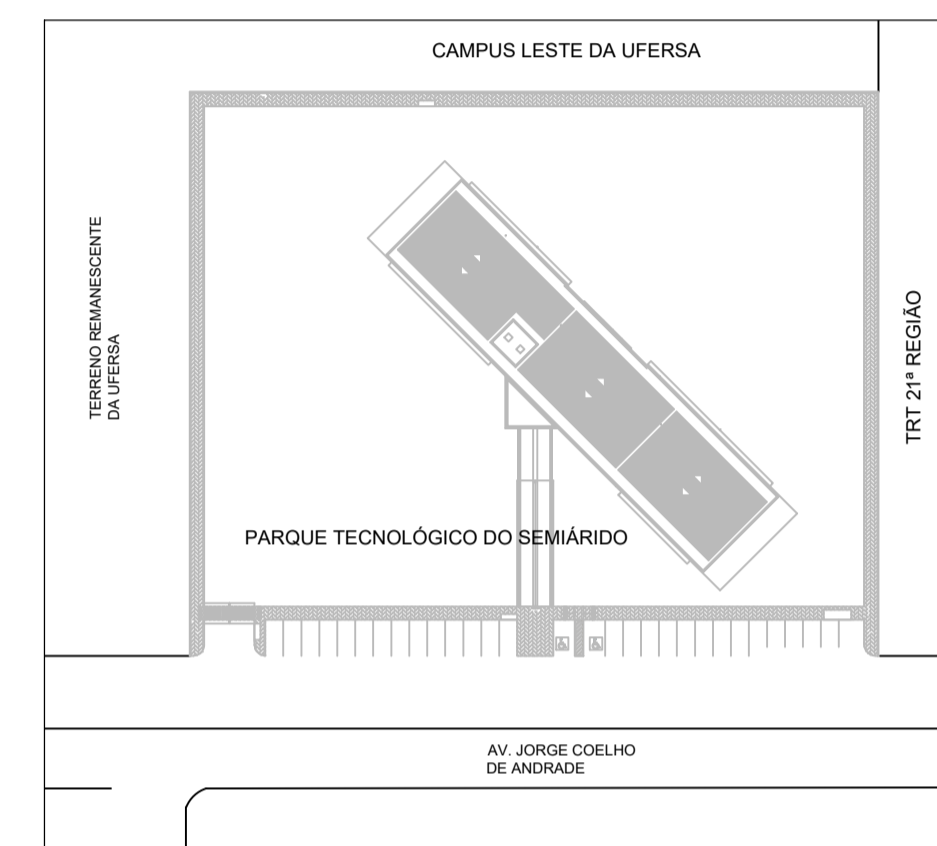 CAMPUS LESTE DA UFERSA
TERRENO REMANESCENTE
DA UFERSA
TRT 21ª REGIÃO
PARQUE TECNOLÓGICO DO SEMIÁRIDO
AV. JORGE COELHO
DE ANDRADE